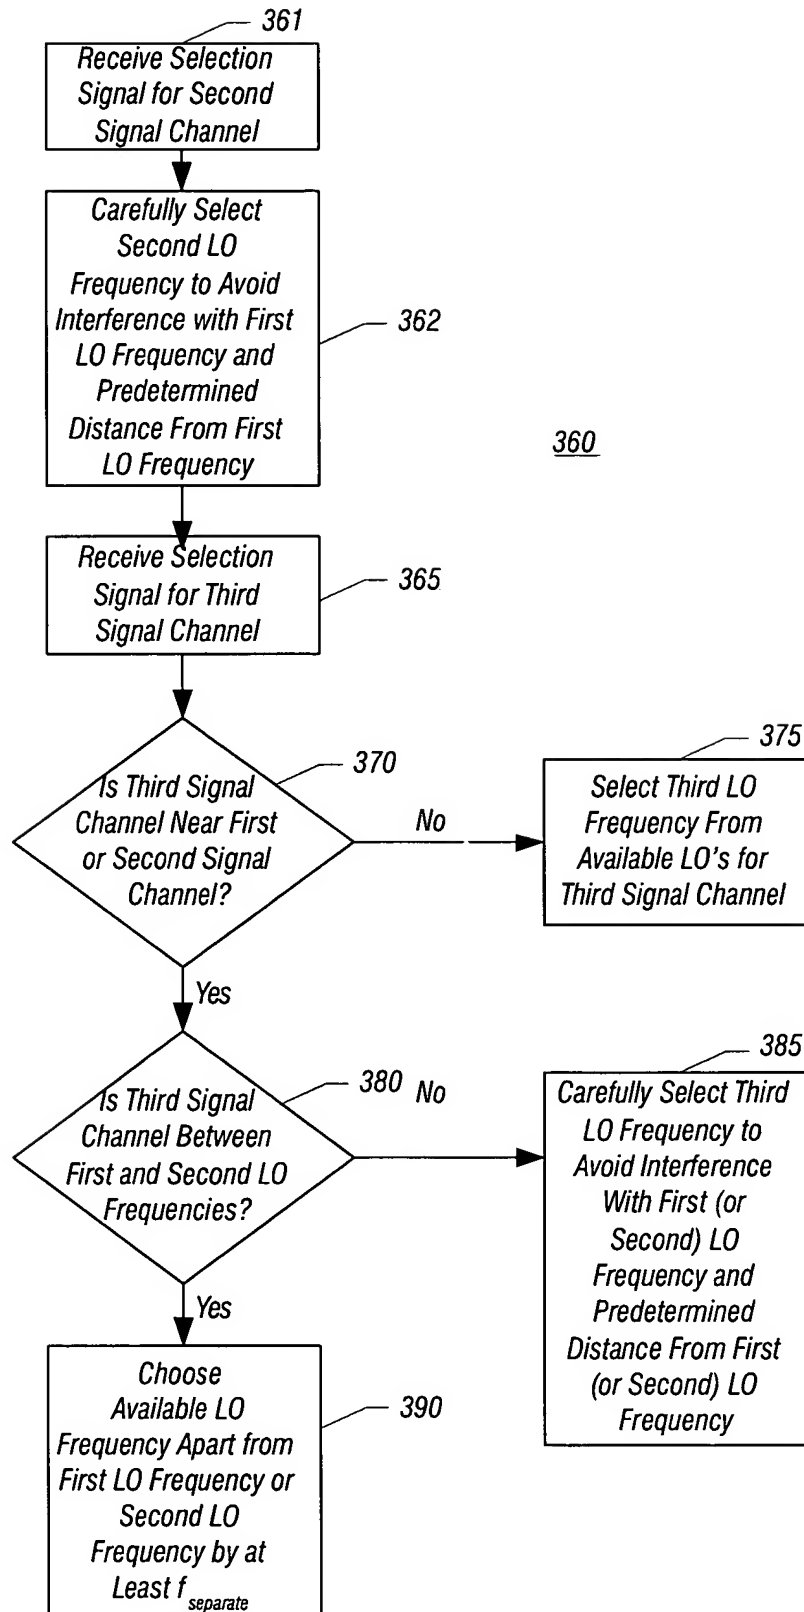 361
Receive Selection
Signal for Second
Signal Channel
Carefully Select
Second LO
Frequency to Avoid
Interference with First
LO Frequency and
Predetermined
Distance From First
LO Frequency
362
360
Receive Selection
Signal for Third
Signal Channel
365
370
Is Third Signal
Channel Near First
or Second Signal
Channel?
No
375
Select Third LO
Frequency From
Available LO's for
Third Signal Channel
Yes
380
Is Third Signal
Channel Between
First and Second LO
Frequencies?
No
385
Carefully Select Third
LO Frequency to
Avoid Interference
With First (or
Second) LO
Frequency and
Predetermined
Distance From First
(or Second) LO
Frequency
Yes
Choose
Available LO
Frequency Apart from
First LO Frequency or
Second LO
Frequency by at
Least f separate
390